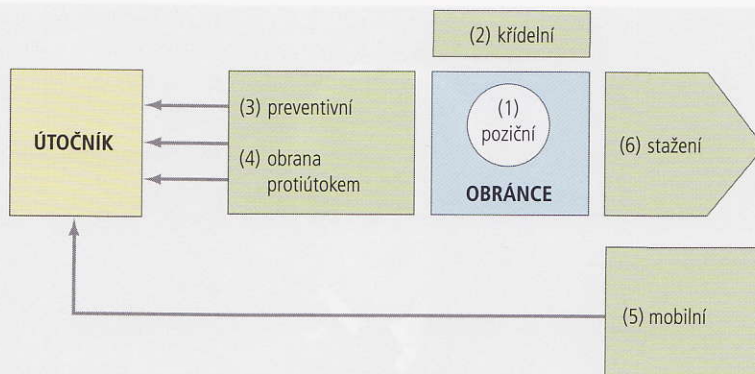 (2) křídelní
ÚTOČNÍK
(3) preventivní
(4) obrana
protiútokem
(1)
poziční
OBRÁNCE
(6) stažení
(5) mobilní